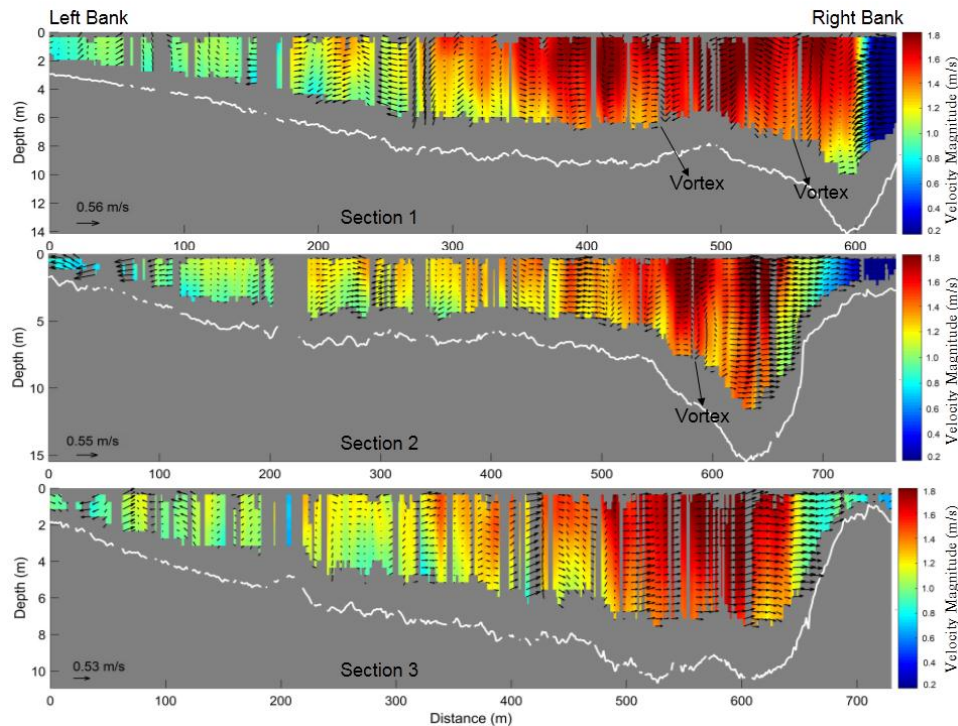 Left Bank Right Bank
0
2
4
6
8
10
12
14
Depth (m)
0.56 m/s
Section 1
Vortex
Vortex
0 100 200 300 400 500 600
1.8
1.6
1.4
1.2
1.0
0.8
0.6
0.4
0.2
Velocity Magnitude (m/s)
0
5
10
15
Depth (m)
0.55 m/s
Section 2
Vortex
0 100 200 300 400 500 600 700
1.8
1.6
1.4
1.2
1.0
0.8
0.6
0.4
0.2
Velocity Magnitude (m/s)
0
2
4
6
8
10
Depth (m)
0.53 m/s
Section 3
0 100 200 300 400 500 600 700
Distance (m)
1.8
1.6
1.4
1.2
1.0
0.8
0.6
0.4
0.2
Velocity Magnitude (m/s)